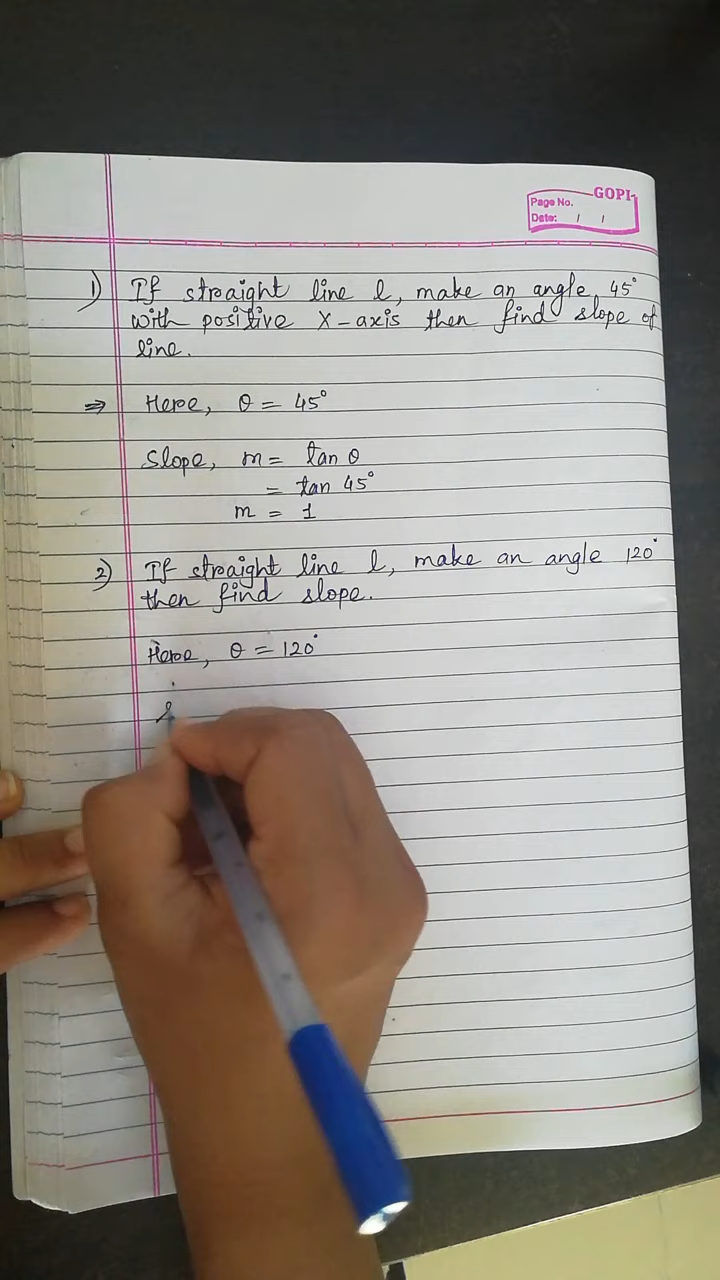 GOPI
Page No.
Date: / /
1) If straight line l, make an angle 45°
with positive X-axis then find slope of
line.
⇒ Here, θ = 45°
Slope, m = tan θ
= tan 45°
m = 1
2) If straight line l, make an angle 120°
then find slope.
Here, θ = 120°
s